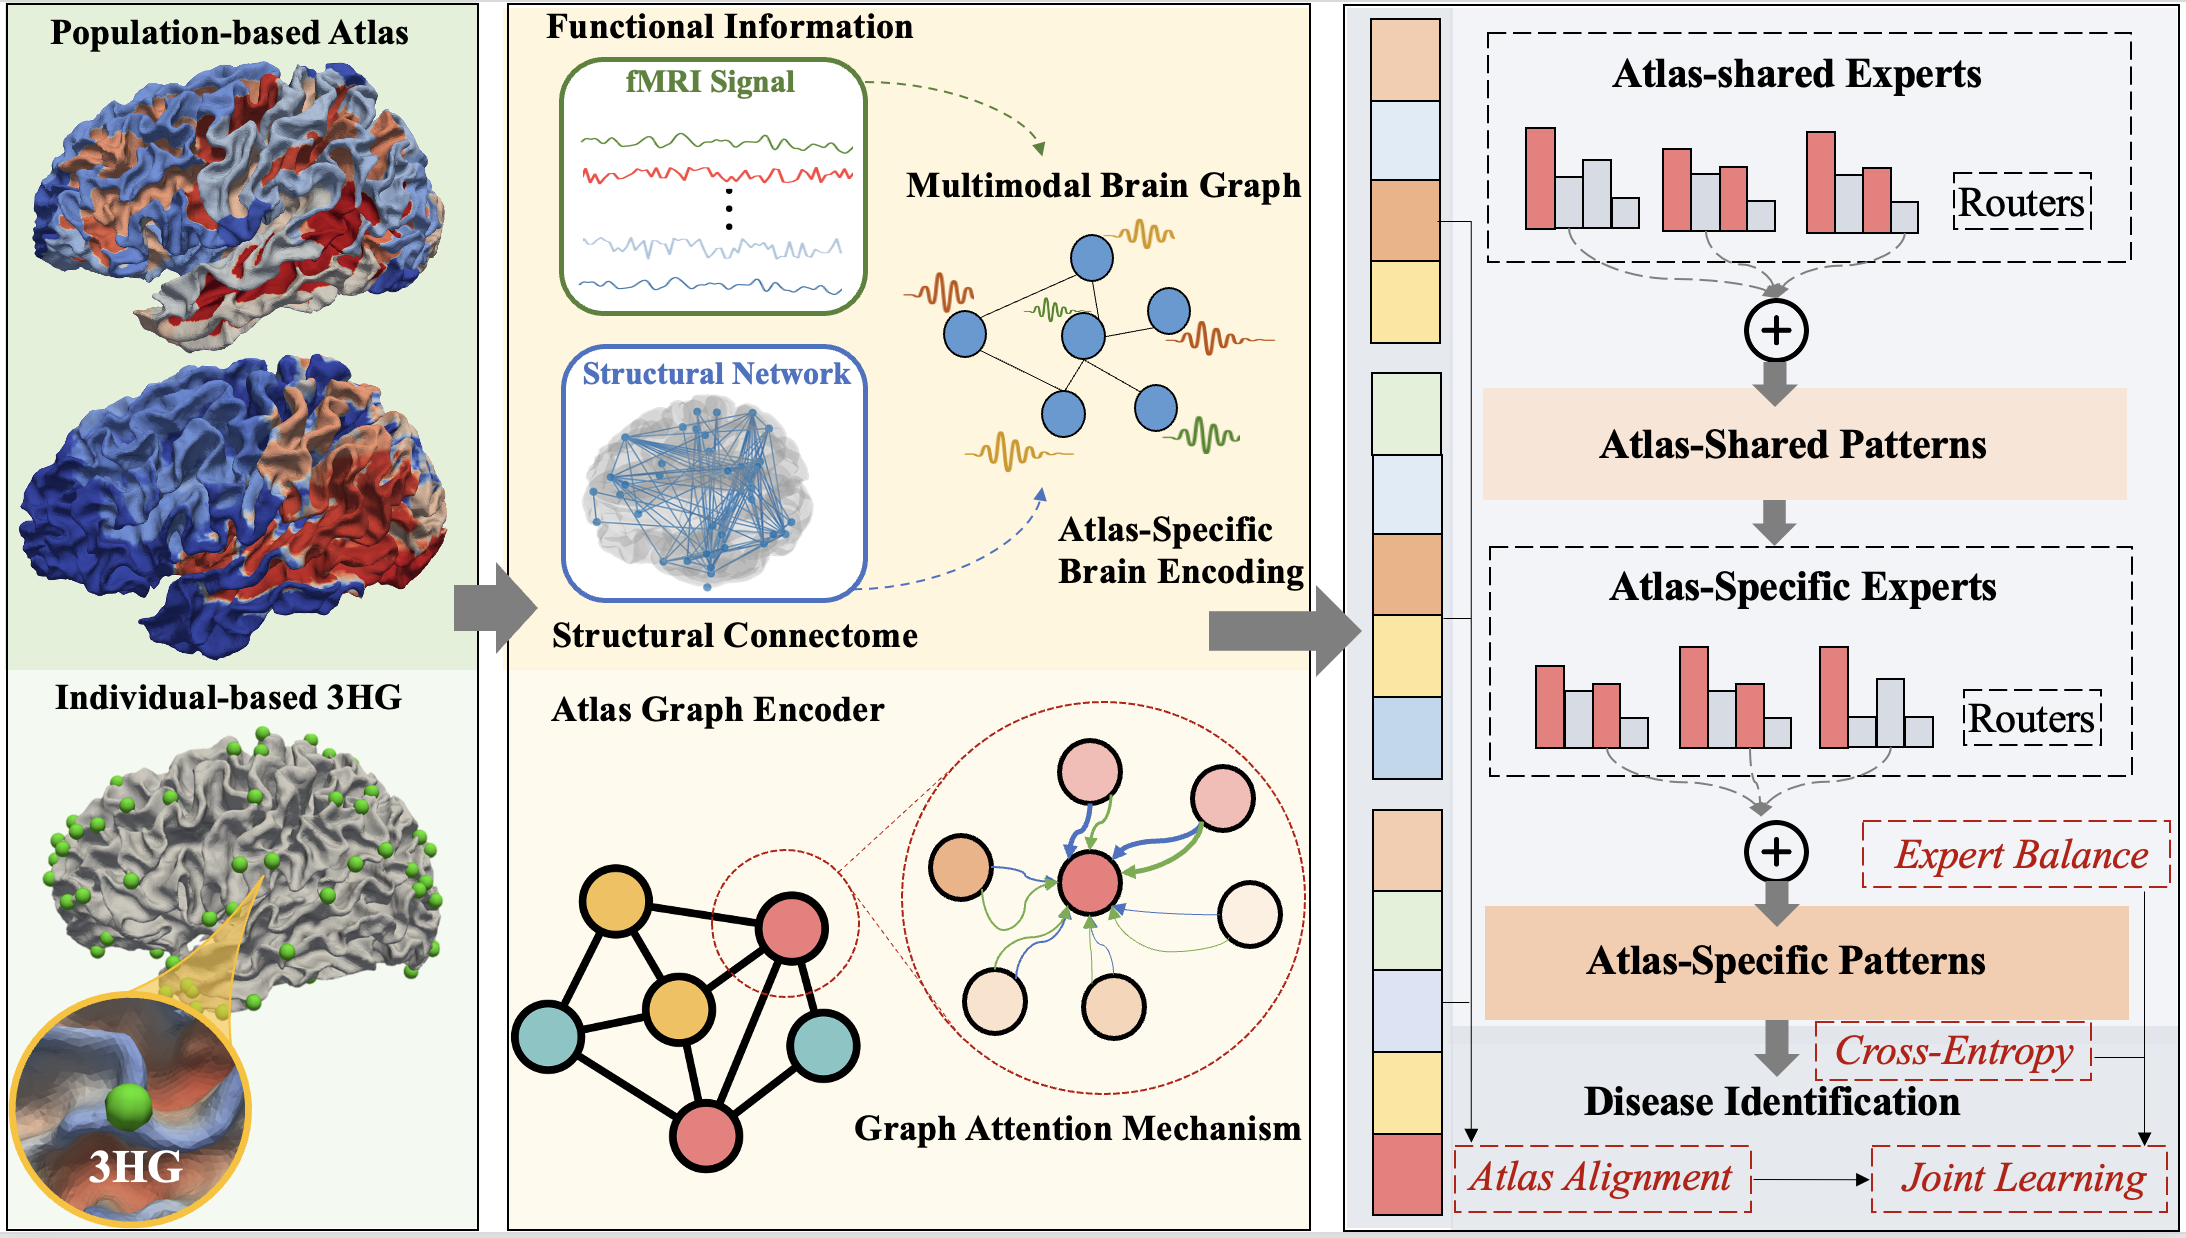 Population-based Atlas
Individual-based 3HG
3HG
Functional Information
fMRI Signal
Multimodal Brain Graph
Structural Network
Atlas-Specific
Brain Encoding
Structural Connectome
Atlas Graph Encoder
Graph Attention Mechanism
Atlas-shared Experts
Routers
Atlas-Shared Patterns
Atlas-Specific Experts
Routers
Expert Balance
Atlas-Specific Patterns
Cross-Entropy
Disease Identification
Atlas Alignment
Joint Learning